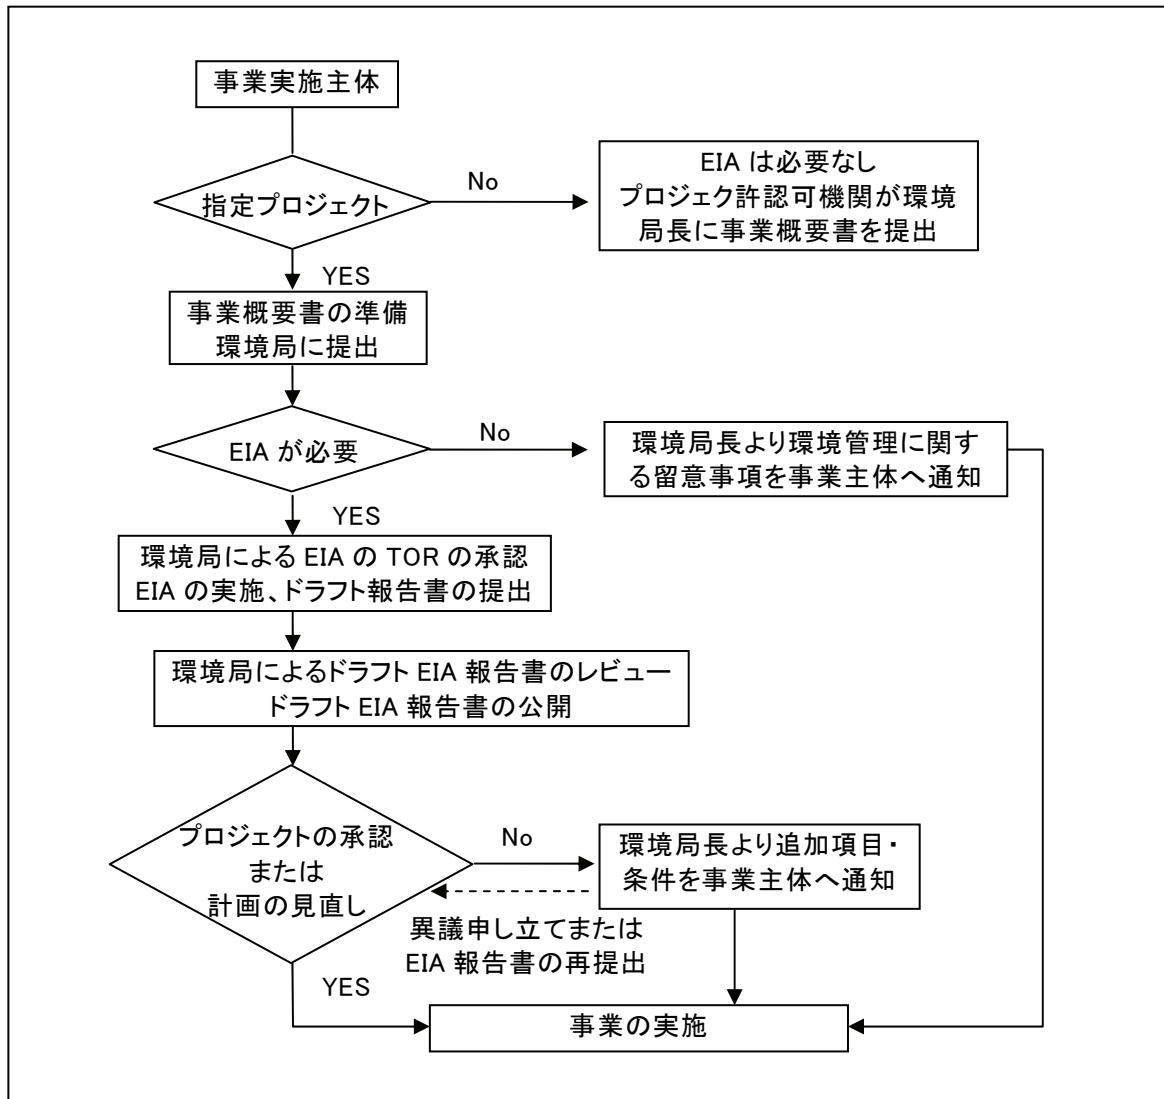 事業実施主体
指定プロジェクト
No
EIA は必要なし
プロジェク許認可機関が環境
局長に事業概要書を提出
YES
事業概要書の準備
環境局に提出
EIA が必要
No
環境局長より環境管理に関す
る留意事項を事業主体へ通知
YES
環境局による EIA の TOR の承認
EIA の実施、ドラフト報告書の提出
環境局によるドラフト EIA 報告書のレビュー
ドラフト EIA 報告書の公開
プロジェクトの承認
または
計画の見直し
No
環境局長より追加項目・
条件を事業主体へ通知
異議申し立てまたは
EIA 報告書の再提出
YES
事業の実施